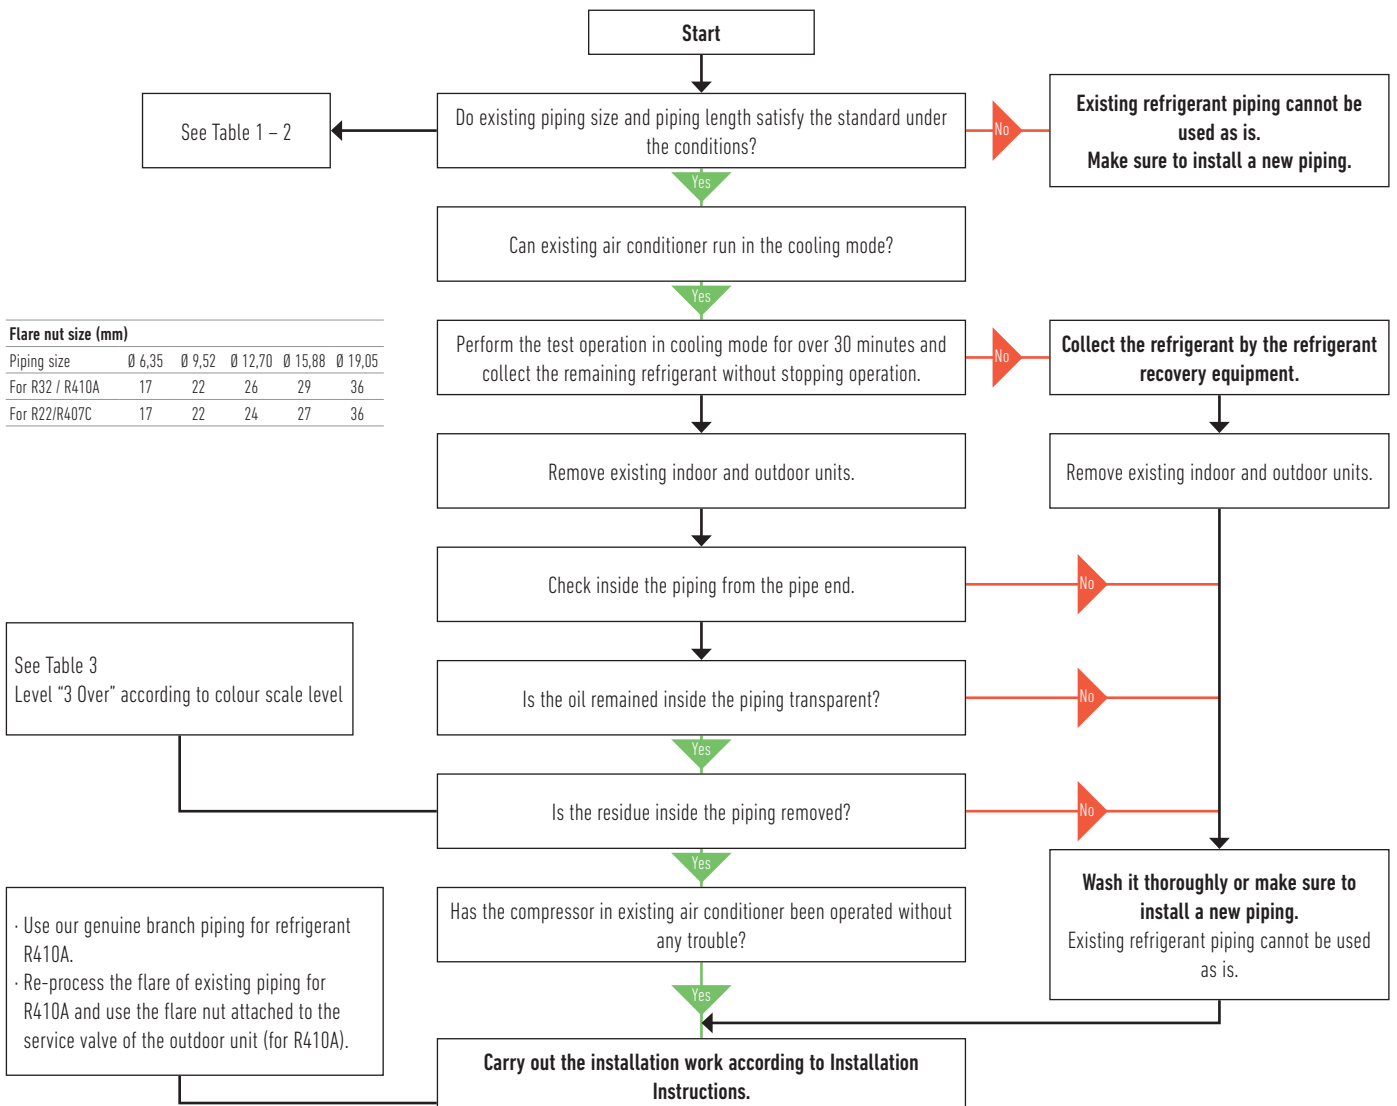 Start
See Table 1 – 2
Do existing piping size and piping length satisfy the standard under
the conditions?
No
Existing refrigerant piping cannot be
used as is.
Make sure to install a new piping.
Yes
Can existing air conditioner run in the cooling mode?
Yes
Flare nut size (mm)
Piping size Ø 6,35 Ø 9,52 Ø 12,70 Ø 15,88 Ø 19,05
For R32 / R410A 17 22 26 29 36
For R22/R407C 17 22 24 27 36
Perform the test operation in cooling mode for over 30 minutes and
collect the remaining refrigerant without stopping operation.
No
Collect the refrigerant by the refrigerant
recovery equipment.
Remove existing indoor and outdoor units.
Remove existing indoor and outdoor units.
Check inside the piping from the pipe end.
No
See Table 3
Level “3 Over” according to colour scale level
Is the oil remained inside the piping transparent?
No
Yes
Is the residue inside the piping removed?
No
Yes
Has the compressor in existing air conditioner been operated without
any trouble?
Wash it thoroughly or make sure to
install a new piping.
Existing refrigerant piping cannot be used
as is.
Yes
· Use our genuine branch piping for refrigerant
R410A.
· Re-process the flare of existing piping for
R410A and use the flare nut attached to the
service valve of the outdoor unit (for R410A).
Carry out the installation work according to Installation
Instructions.